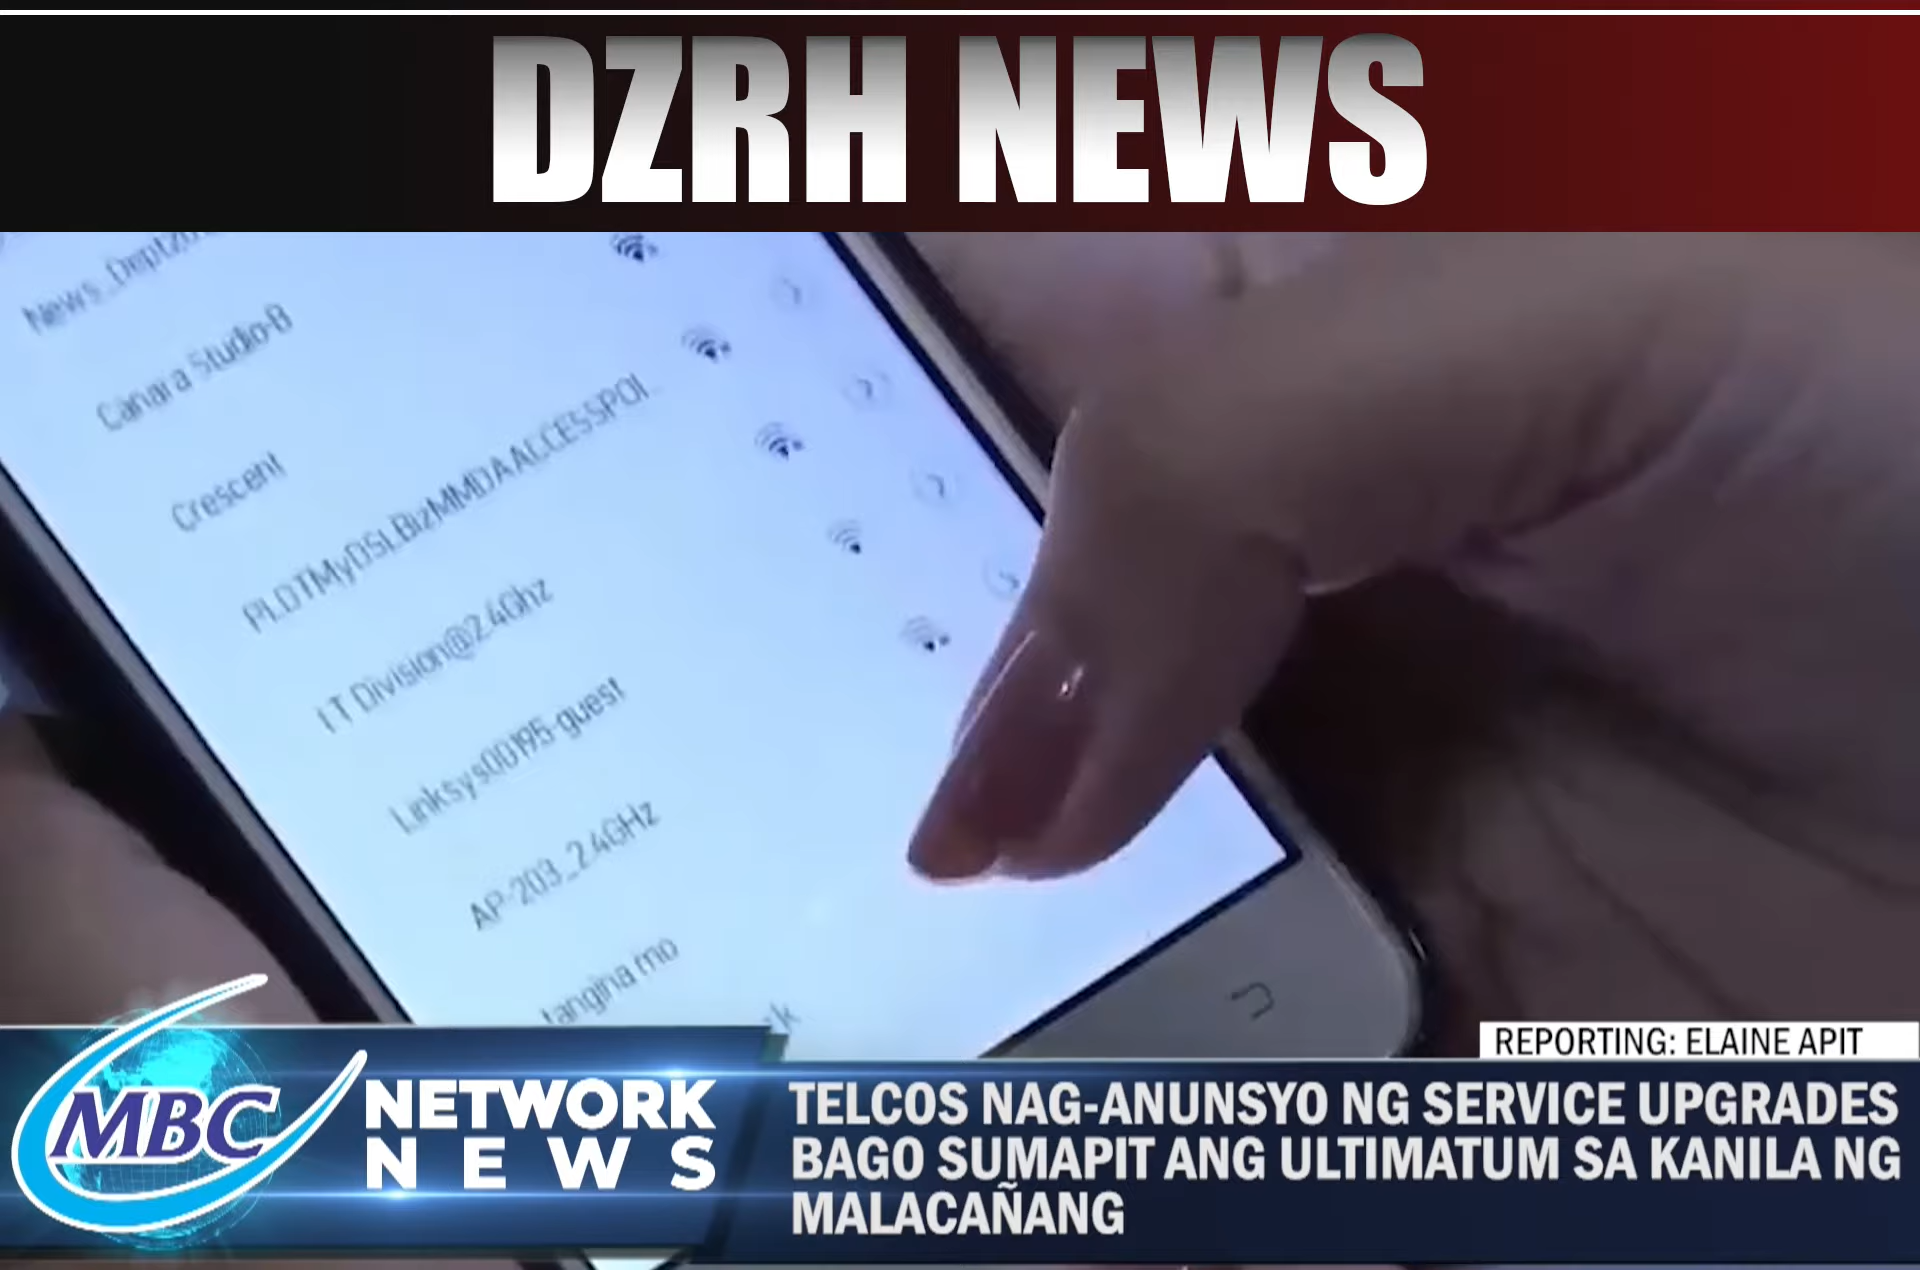 DZRH NEWS
News_Dept
Canara Studio-B
Crescent
PLDTMyDSLBizMMDAACCESSPOI...
IT Division@2.4Ghz
Linksys00195-guest
AP-203_2.4GHz
tangina mo
REPORTING: ELAINE APIT
MBC
NETWORK
NEWS
TELCOS NAG-ANUNSYO NG SERVICE UPGRADES
BAGO SUMAPIT ANG ULTIMATUM SA KANILA NG
MALACAÑANG